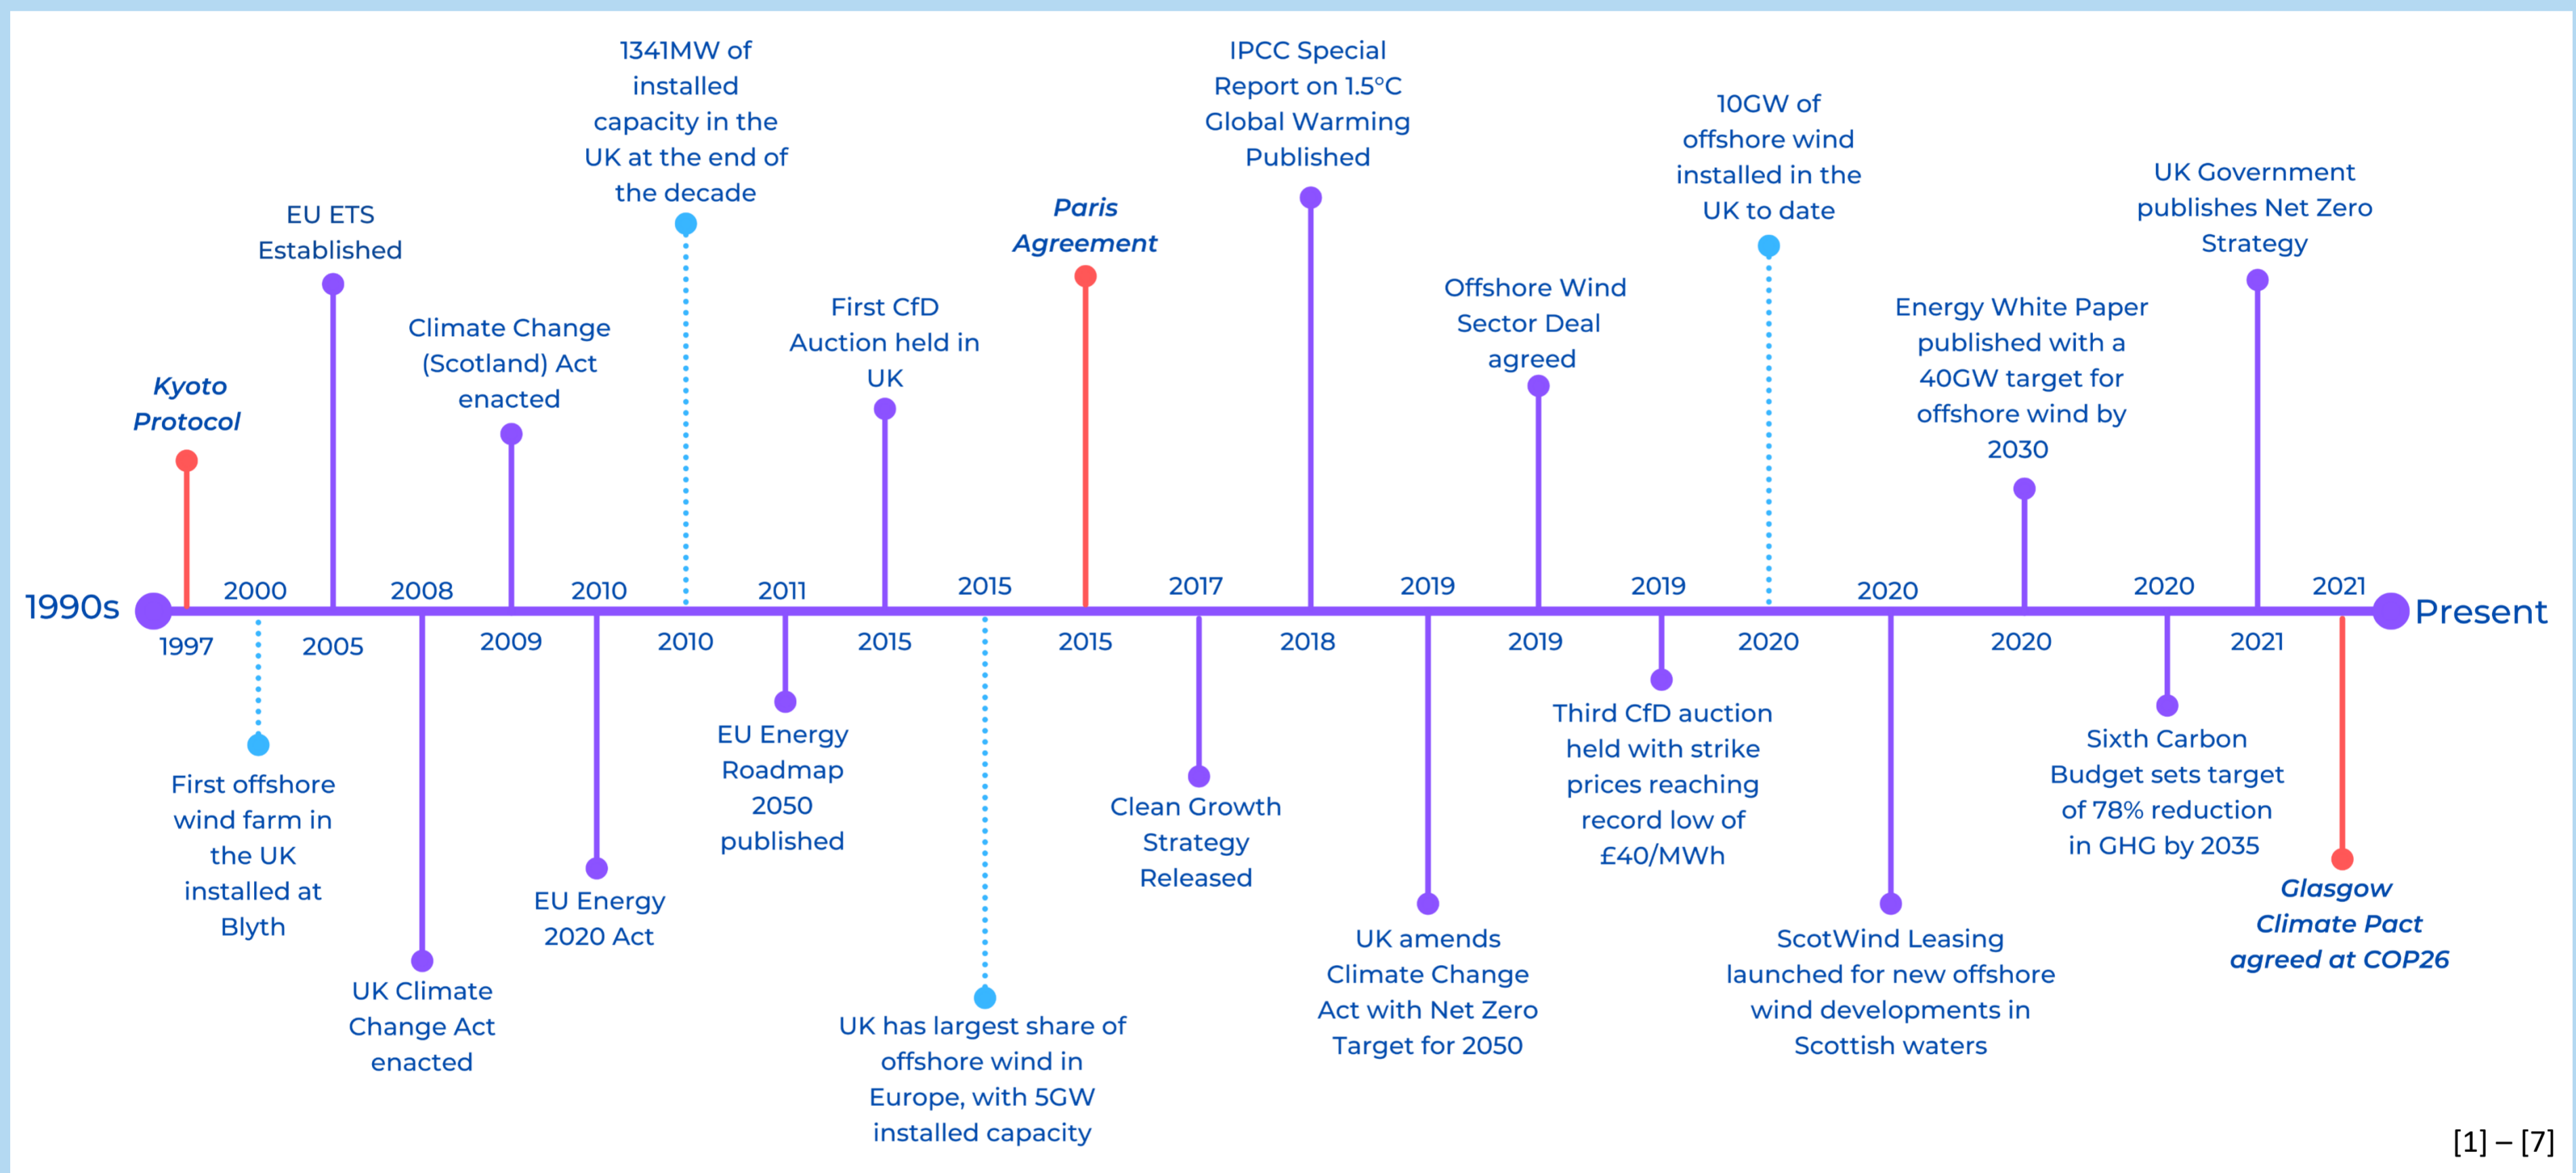 1990s
Kyoto
Protocol
1997
2000
First offshore
wind farm in
the UK
installed at
Blyth
EU ETS
Established
2005
2008
UK Climate
Change Act
enacted
Climate Change
(Scotland) Act
enacted
2009
2010
EU Energy
2020 Act
1341MW of
installed
capacity in the
UK at the end of
the decade
2010
2011
EU Energy
Roadmap
2050
published
First CfD
Auction held in
UK
2015
2015
UK has largest share of
offshore wind in
Europe, with 5GW
installed capacity
Paris
Agreement
2015
2017
Clean Growth
Strategy
Released
IPCC Special
Report on 1.5°C
Global Warming
Published
2018
2019
UK amends
Climate Change
Act with Net Zero
Target for 2050
Offshore Wind
Sector Deal
agreed
2019
2019
Third CfD auction
held with strike
prices reaching
record low of
£40/MWh
10GW of
offshore wind
installed in the
UK to date
2020
2020
ScotWind Leasing
launched for new offshore
wind developments in
Scottish waters
Energy White Paper
published with a
40GW target for
offshore wind by
2030
2020
2020
Sixth Carbon
Budget sets target
of 78% reduction
in GHG by 2035
UK Government
publishes Net Zero
Strategy
2021
2021
Glasgow
Climate Pact
agreed at COP26
Present
[1] – [7]